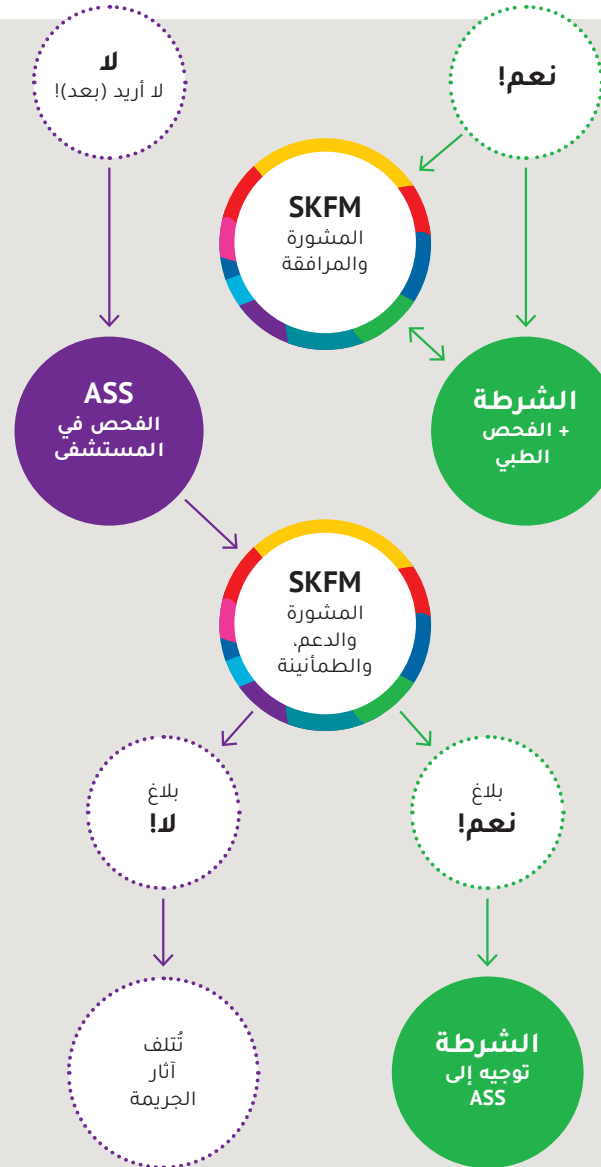 نعم!
لا
لا أريد (بعد)!
SKFM
المشورة
والمرافقة
الشرطة
+ الفحص
الطبي
ASS
الفحص في
المستشفى
SKFM
المشورة
والدعم،
والطمأنينة
بلاغ
نعم!
بلاغ
لا!
الشرطة
توجيه إلى
ASS
تُتلف
آثار
الجريمة